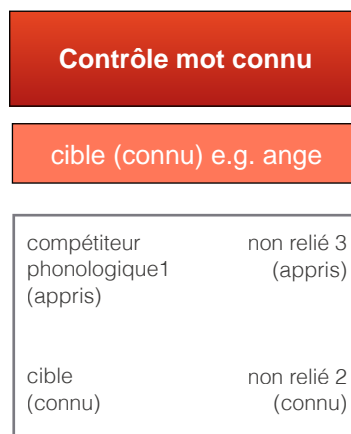 Contrôle mot connu
cible (connu) e.g. ange
compétiteur
phonologique1
(appris)
non relié 3
(appris)
cible
(connu)
non relié 2
(connu)